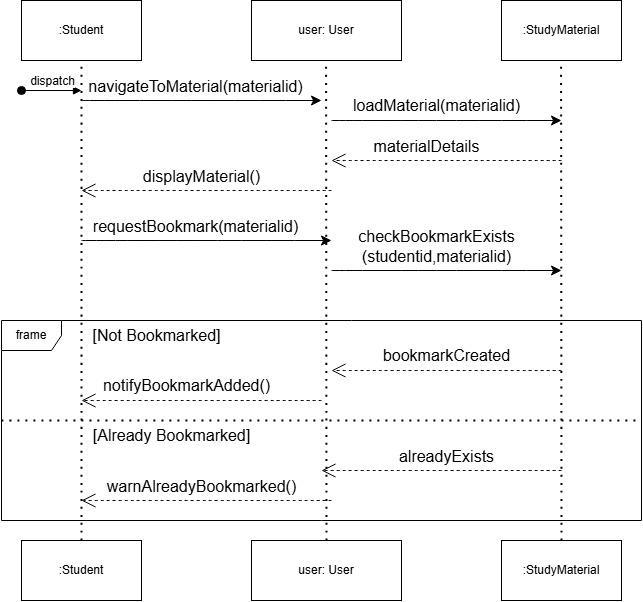 :Student
user: User
:StudyMaterial
dispatch
navigateToMaterial(materialid)
loadMaterial(materialid)
materialDetails
displayMaterial()
requestBookmark(materialid)
checkBookmarkExists
(studentid,materialid)
frame
[Not Bookmarked]
bookmarkCreated
notifyBookmarkAdded()
[Already Bookmarked]
alreadyExists
warnAlreadyBookmarked()
:Student
user: User
:StudyMaterial